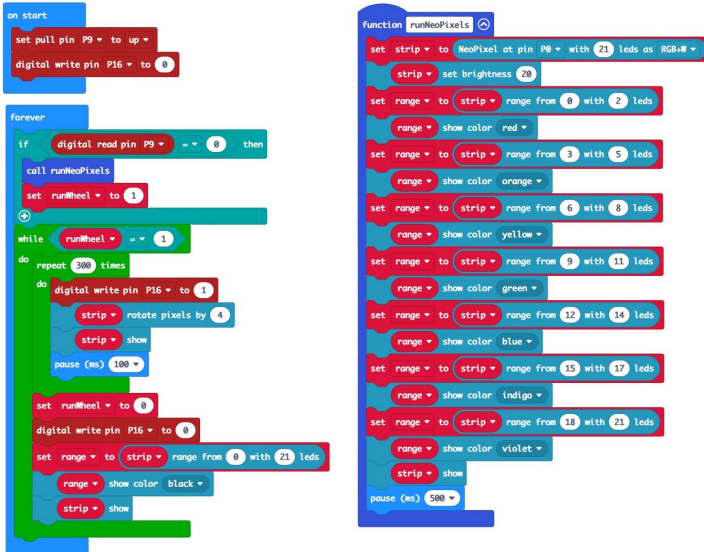 on start
set pull pin P9 to up
digital write pin P16 to 0
forever
if digital read pin P9 = 0 then
call runNeoPixels
set runWheel to 1
while runWheel = 1
do repeat 300 times
do digital write pin P16 to 1
strip rotate pixels by 4
strip show
pause (ms) 100
set runWheel to 0
digital write pin P16 to 0
set range to strip range from 0 with 21 leds
range show color black
strip show
function runNeoPixels
set strip to NeoPixel at pin P0 with 21 leds as RGB+W
strip set brightness 20
set range to strip range from 0 with 2 leds
range show color red
set range to strip range from 3 with 5 leds
range show color orange
set range to strip range from 6 with 8 leds
range show color yellow
set range to strip range from 9 with 11 leds
range show color green
set range to strip range from 12 with 14 leds
range show color blue
set range to strip range from 15 with 17 leds
range show color indigo
set range to strip range from 18 with 21 leds
range show color violet
strip show
pause (ms) 500